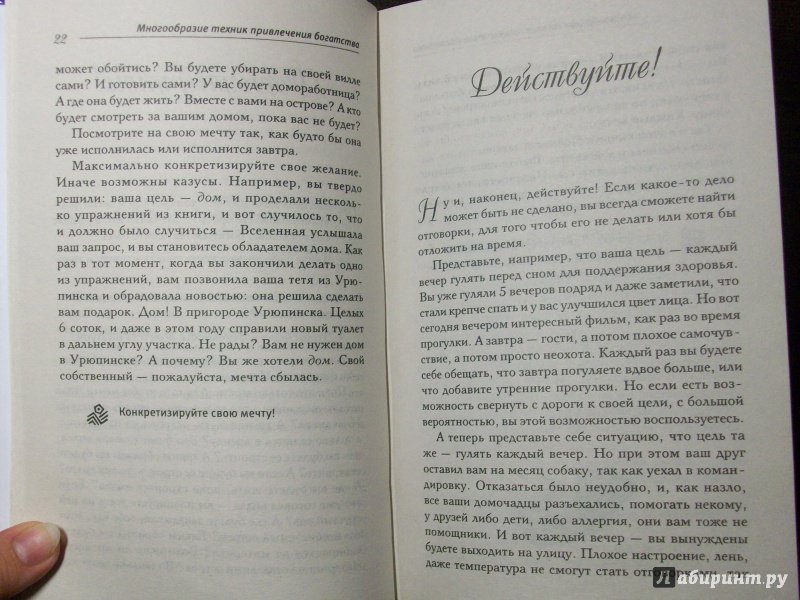 22
Многообразие техник привлечения богатства
может обойтись? Вы будете убирать на своей вилле
сами? И готовить сами? У вас будет домработница?
А где она будет жить? Вместе с вами на острове? А кто
будет смотреть за вашим домом, пока вас не будет?
Посмотрите на свою мечту так, как будто бы она
уже исполнилась или исполнится завтра.
Максимально конкретизируйте свое желание.
Иначе возможны казусы. Например, вы твердо
решили: ваша цель — дом, и проделали несколь-
ко упражнений из книги, и вот случилось то, что
и должно было случиться — Вселенная услышала
ваш запрос, и вы становитесь обладателем дома. Как
раз в тот момент, когда вы закончили делать одно
из упражнений, вам позвонила ваша тетя из Урю-
пинска и обрадовала новостью: она решила сделать
вам подарок. Дом! В пригороде Урюпинска. Целых
6 соток, и даже в этом году справили новый туалет
в дальнем углу участка. Не рады? Вам не нужен дом
в Урюпинске? А почему? Вы же хотели дом. Свой
собственный — пожалуйста, мечта сбылась.
Конкретизируйте свою мечту!
Действуйте!
Ну и, наконец, действуйте! Если какое-то дело
может быть не сделано, вы всегда сможете найти
отговорки, для того чтобы его не делать или хотя бы
отложить на время.
Представьте, например, что ваша цель — каждый
вечер гулять перед сном для поддержания здоровья.
Вы уже гуляли 5 вечеров подряд и даже заметили, что
стали крепче спать и у вас улучшился цвет лица. Но вот
сегодня вечером интересный фильм, как раз во время
прогулки. А завтра — гости, а потом плохое самочув-
ствие, а потом просто неохота. Каждый раз вы будете
себе обещать, что завтра погуляете вдвое больше, или
что добавите утренние прогулки. Но если есть воз-
можность свернуть с дороги к своей цели, с большой
вероятностью, вы этой возможностью воспользуетесь.
А теперь представьте себе ситуацию, что цель та
же — гулять каждый вечер. Но при этом ваш друг
оставил вам на месяц собаку, так как уехал в коман-
дировку. Отказаться было неудобно, и, как назло,
все ваши домочадцы разъехались, помогать некому,
у друзей либо дети, либо аллергия, они вам тоже не
помощники. И вот каждый вечер — вы вынуждены
будете выходить на улицу. Плохое настроение, лень,
даже температура не смогут стать отговорками, так
Лабиринт.ру